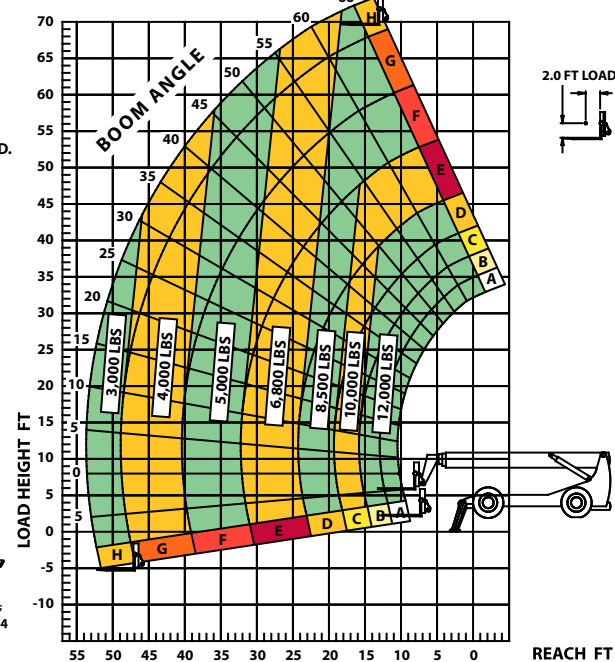 BOOM ANGLE
60
55
50
45
40
35
30
25
20
15
10
5
0
5
70
65
60
55
50
45
40
35
30
25
20
15
10
5
0
-5
-10
LOAD HEIGHT FT
H
G
F
E
D
C
B
A
3,000 LBS
4,000 LBS
5,000 LBS
6,800 LBS
8,500 LBS
10,000 LBS
12,000 LBS
H
G
F
E
D
C
B
A
2.0 FT LOAD
D.
4
55 50 45 40 35 30 25 20 15 10 5 0
REACH FT